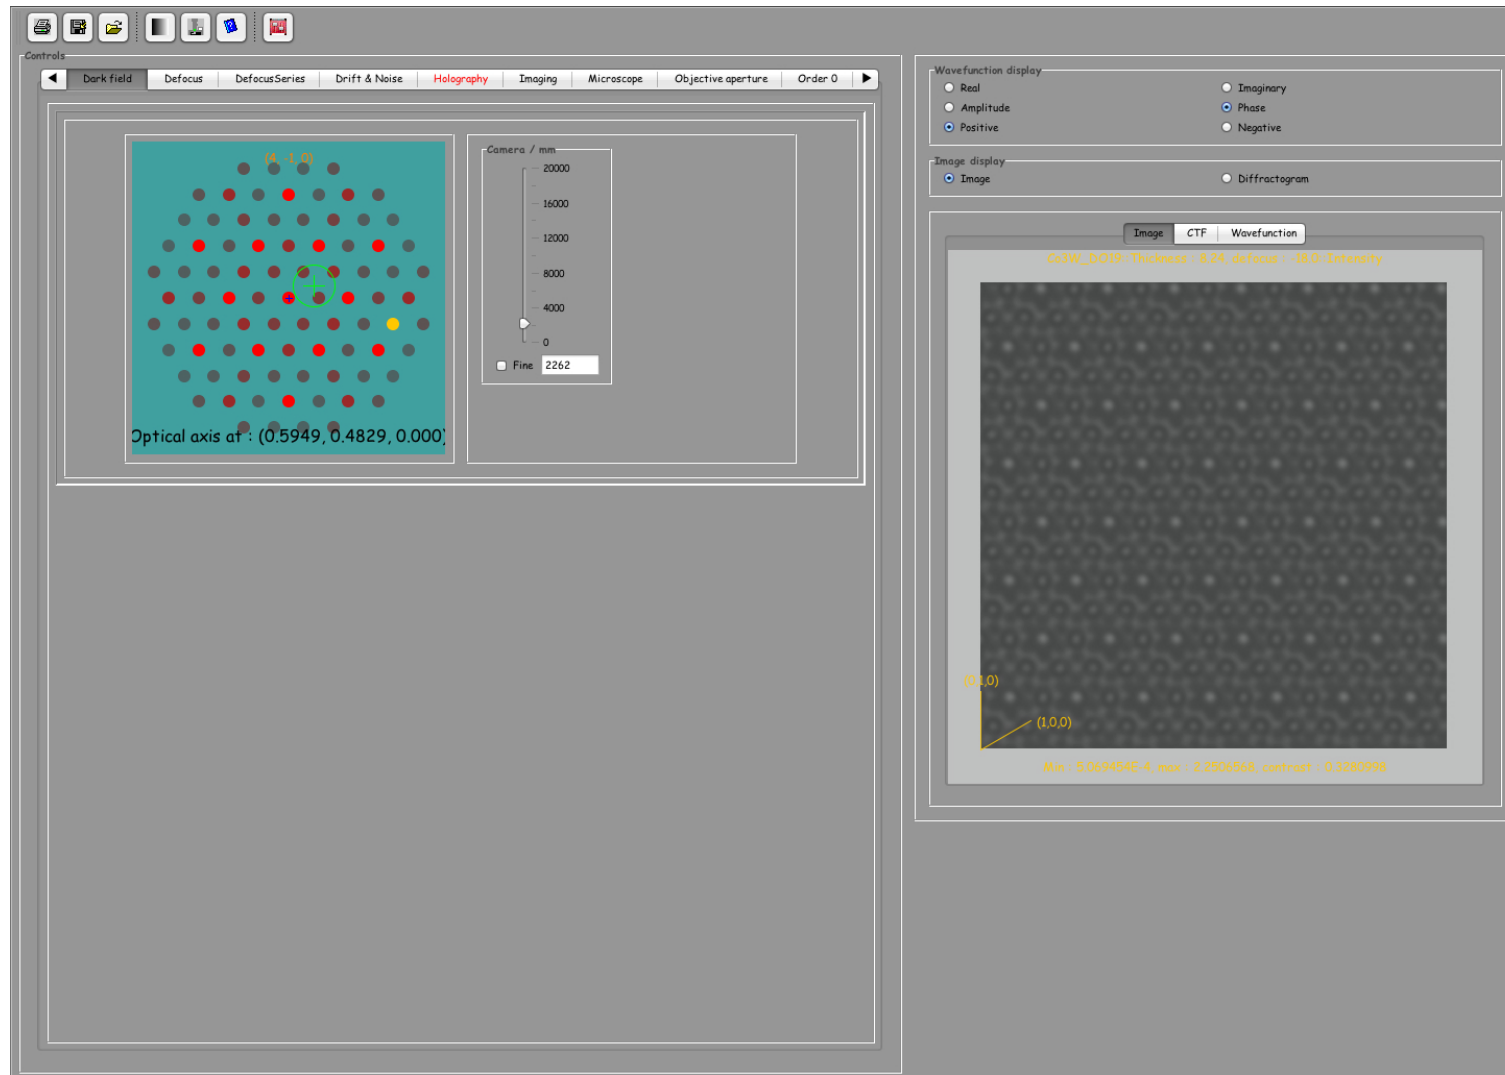 Controls
Dark field Defocus DefocusSeries Drift & Noise Holography Imaging Microscope Objective aperture Order 0
(4, -1, 0)
Optical axis at : (0.5949, 0.4829, 0.000)
Camera / mm
20000
16000
12000
8000
4000
0
Fine 2262
Wavefunction display
Real Imaginary
Amplitude Phase
Positive Negative
Image display
Image Diffractogram
Image CTF Wavefunction
Thickness : defocus :
(0,1,0)
(1,0,0)
contrast :